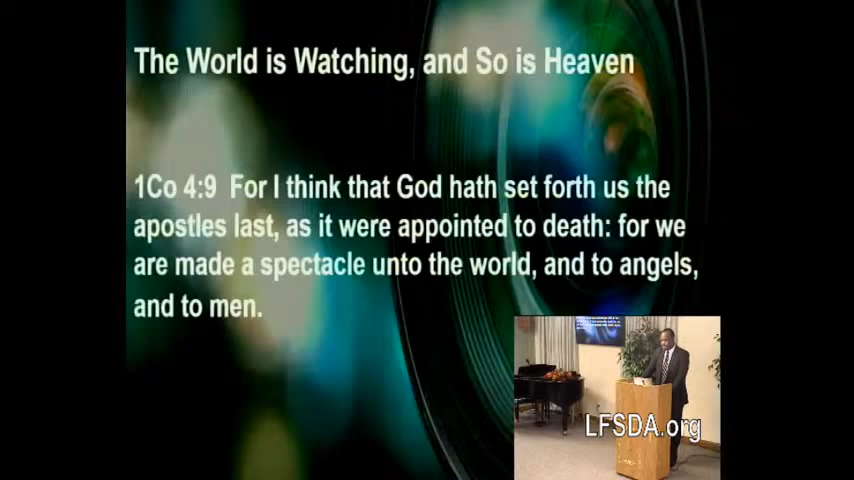 The World is Watching, and So is Heaven
1Co 4:9  For I think that God hath set forth us the
apostles last, as it were appointed to death: for we
are made a spectacle unto the world, and to angels,
and to men.
LFSDA.org